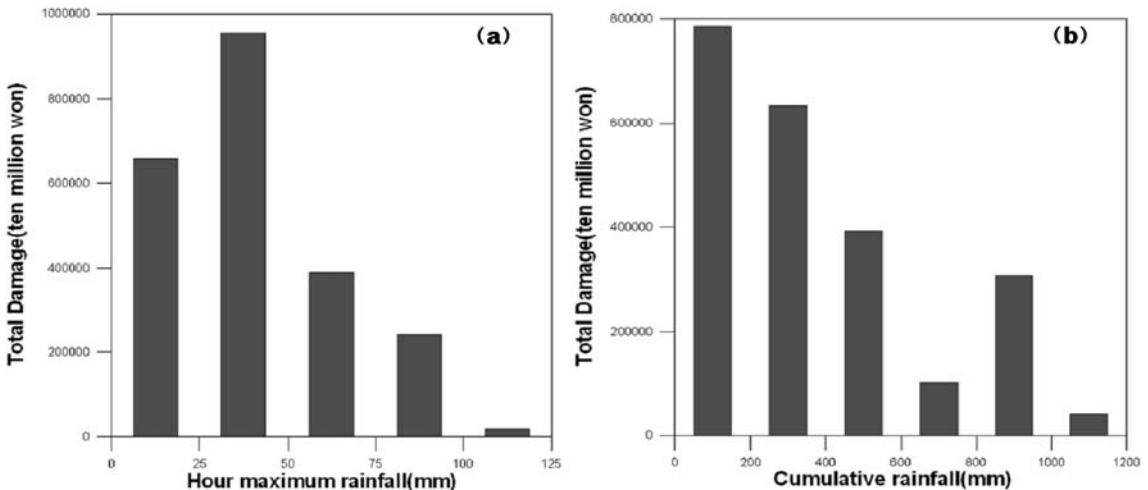 (a)
Total Damage(ten million won)
1000000
800000
600000
400000
200000
0
0 25 50 75 100 125
Hour maximum rainfall(mm)
(b)
Total Damage(ten million won)
800000
600000
400000
200000
0
0 200 400 600 800 1000 1200
Cumulative rainfall(mm)